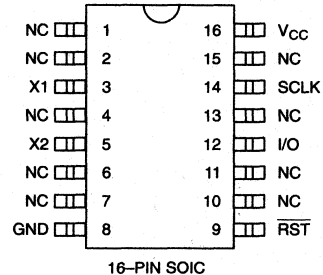 NC 1 16 VCC
NC 2 15 NC
X1 3 14 SCLK
NC 4 13 NC
X2 5 12 I/O
NC 6 11 NC
NC 7 10 NC
GND 8 9 RST
16–PIN SOIC